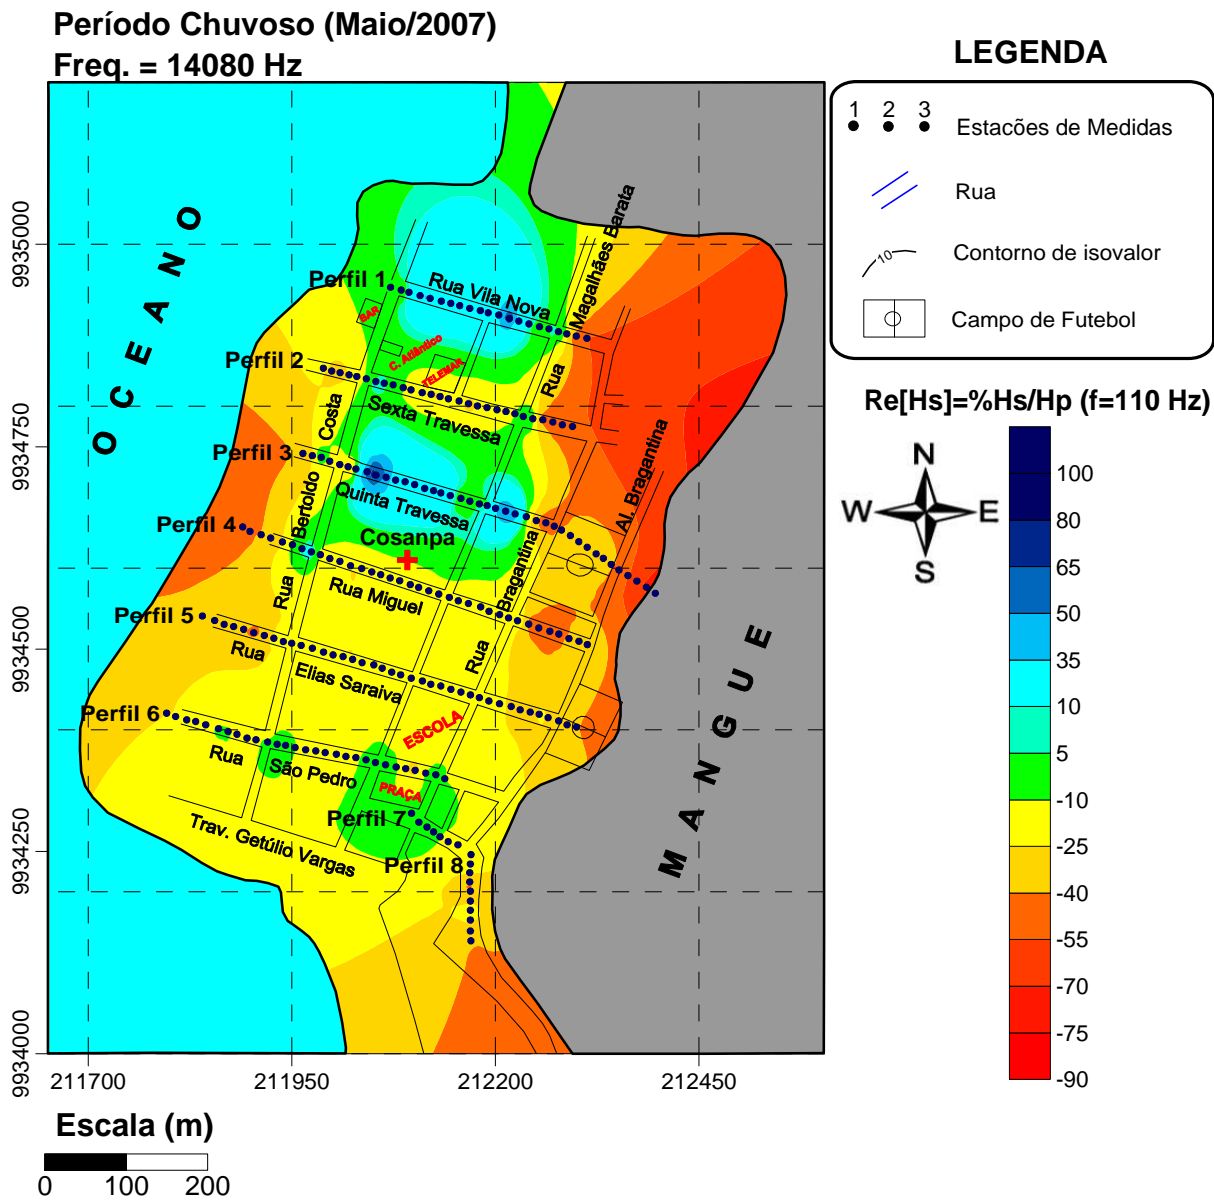 Período Chuvoso (Maio/2007)
Freq. = 14080 Hz
LEGENDA
1 2 3
Estacões de Medidas
Rua
10
Contorno de isovalor
Campo de Futebol
Re[Hs]=%Hs/Hp (f=110 Hz)
N
W E
S
100
80
65
50
35
10
5
-10
-25
-40
-55
-70
-75
-90
OCEANO
MANGUE
Perfil 1
Rua Vila Nova
Magalhães Barata
Rua
BAR
C. Atlântico
TELEMAR
Perfil 2
Sexta Travessa
Costa
Perfil 3
Quinta Travessa
Bertoldo
Al. Bragantina
Perfil 4
Cosanpa
Rua Miguel
Rua
Bragantina
Rua
Perfil 5
Rua
Elias Saraiva
Perfil 6
Rua
São Pedro
ESCOLA
PRAÇA
Perfil 7
Trav. Getúlio Vargas
Perfil 8
9935000
9934750
9934500
9934250
9934000
211700 211950 212200 212450
Escala (m)
0 100 200